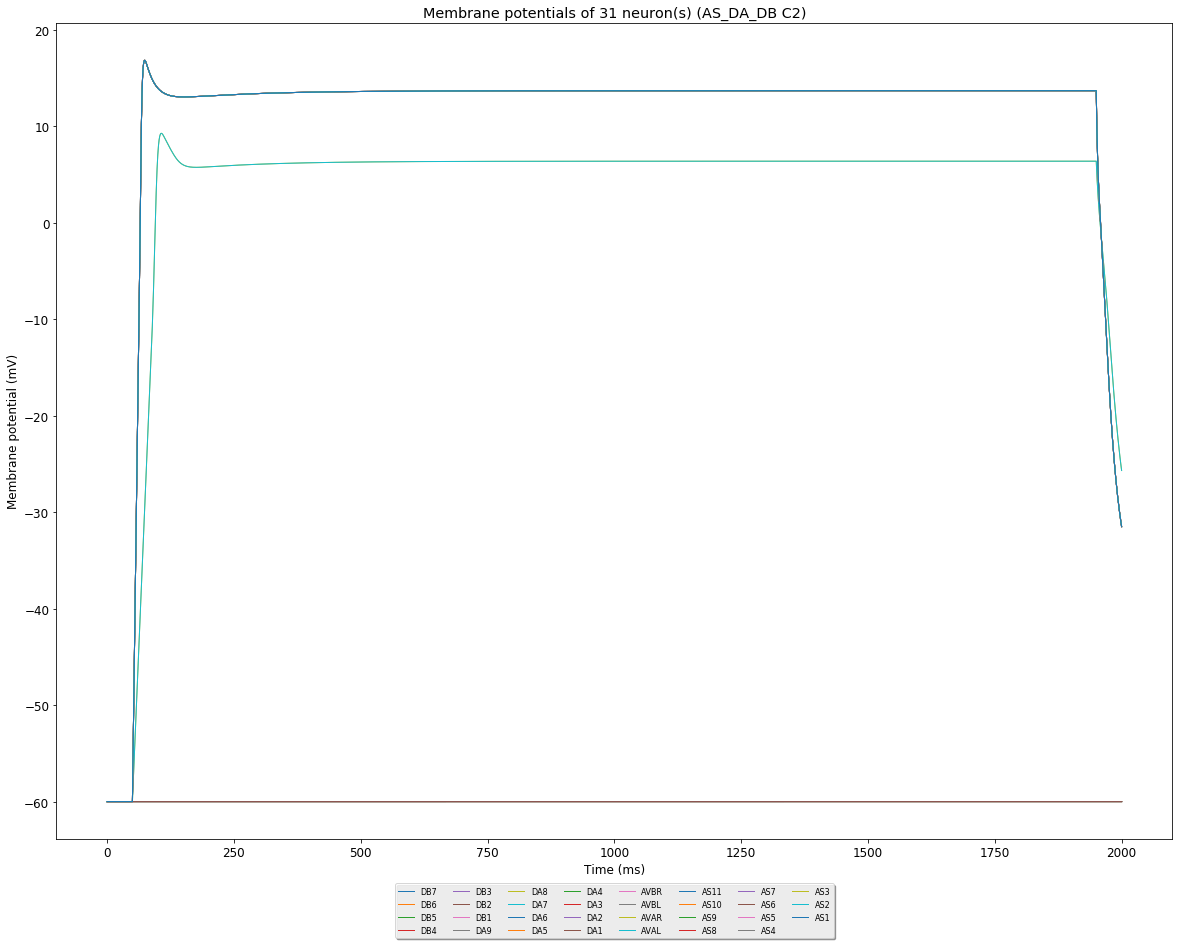 Membrane potentials of 31 neuron(s) (AS_DA_DB C2)
20
10
0
−10
−20
−30
−40
−50
−60
Membrane potential (mV)
0 250 500 750 1000 1250 1500 1750 2000
Time (ms)
DB7 DB3 DA8 DA4 AVBR AS11 AS7 AS3
DB6 DB2 DA7 DA3 AVBL AS10 AS6 AS2
DB5 DB1 DA6 DA2 AVAR AS9 AS5 AS1
DB4 DA9 DA5 DA1 AVAL AS8 AS4